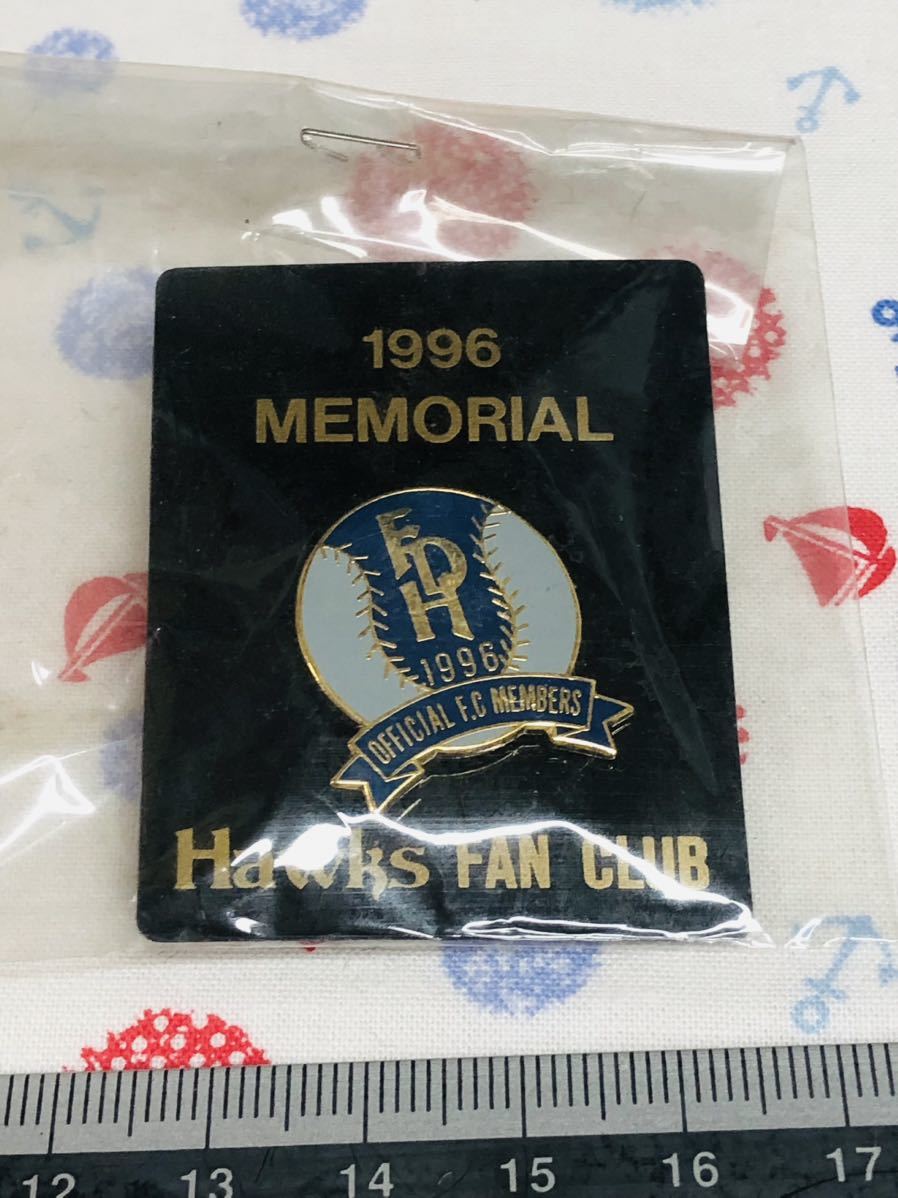 1996
MEMORIAL
FDH
1996
OFFICIAL F.C MEMBERS
Hawks FAN CLUB
12 13 14 15 16 17